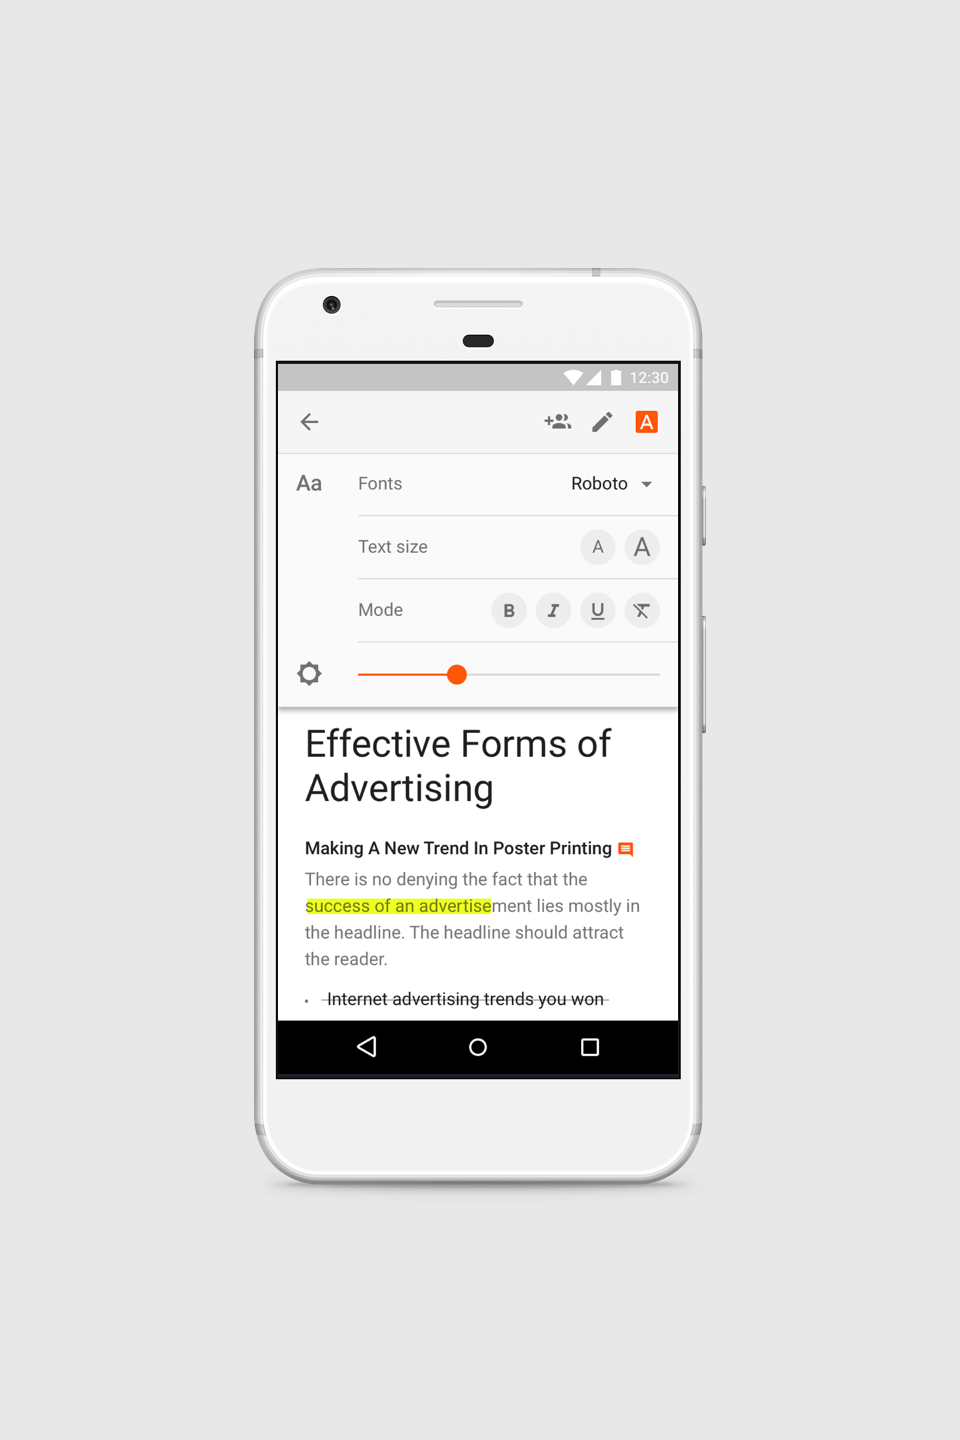 12:30
A
Aa Fonts Roboto
Text size A A
Mode B I U T
Effective Forms of
Advertising
Making A New Trend In Poster Printing
There is no denying the fact that the
success of an advertisement lies mostly in
the headline. The headline should attract
the reader.
• Internet advertising trends you won